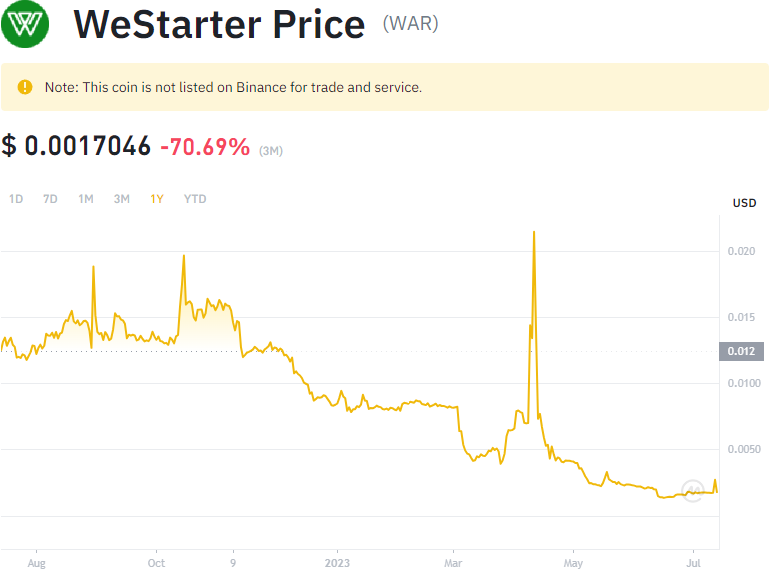 WeStarter Price (WAR)
Note: This coin is not listed on Binance for trade and service.
$ 0.0017046 -70.69% (3M)
1D 7D 1M 3M 1Y YTD
USD
0.020
0.015
0.012
0.0100
0.0050
Aug Oct 9 2023 Mar May Jul